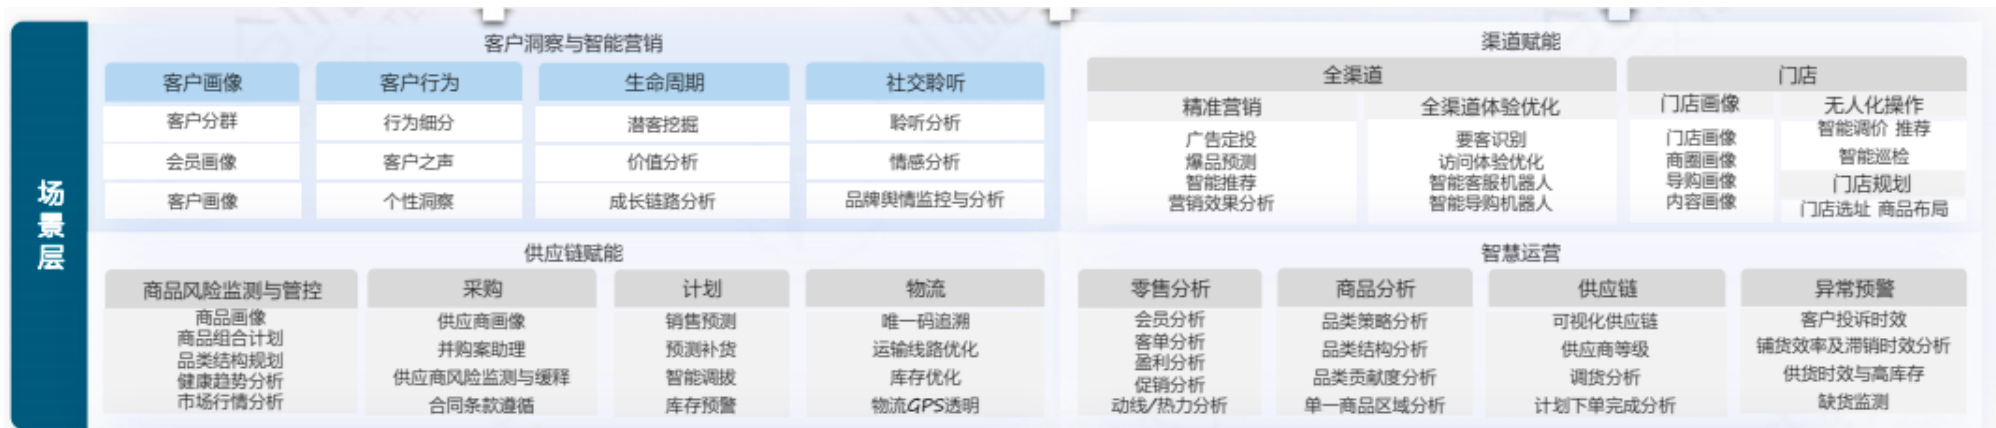 场景层
客户洞察与智能营销
客户画像
客户分群
会员画像
客户画像
客户行为
行为细分
客户之声
个性洞察
生命周期
潜客挖掘
价值分析
成长链路分析
社交聆听
聆听分析
情感分析
品牌舆情监控与分析
渠道赋能
全渠道
精准营销
广告定投
爆品预测
智能推荐
营销效果分析
全渠道体验优化
要客识别
访问体验优化
智能客服机器人
智能导购机器人
门店
门店画像
门店画像
商圈画像
导购画像
内容画像
无人化操作
智能调价 推荐
智能巡检
门店规划
门店选址 商品布局
供应链赋能
商品风险监测与管控
商品画像
商品组合计划
品类结构规划
健康趋势分析
市场行情分析
采购
供应商画像
并购案助理
供应商风险监测与缓释
合同条款遵循
计划
销售预测
预测补货
智能调拨
库存预警
物流
唯一码追溯
运输线路优化
库存优化
物流GPS透明
智慧运营
零售分析
会员分析
客单分析
盈利分析
促销分析
动线/热力分析
商品分析
品类策略分析
品类结构分析
品类贡献度分析
单一商品区域分析
供应链
可视化供应链
供应商等级
调货分析
计划下单完成分析
异常预警
客户投诉时效
铺货效率及滞销时效分析
供货时效与高库存
缺货监测